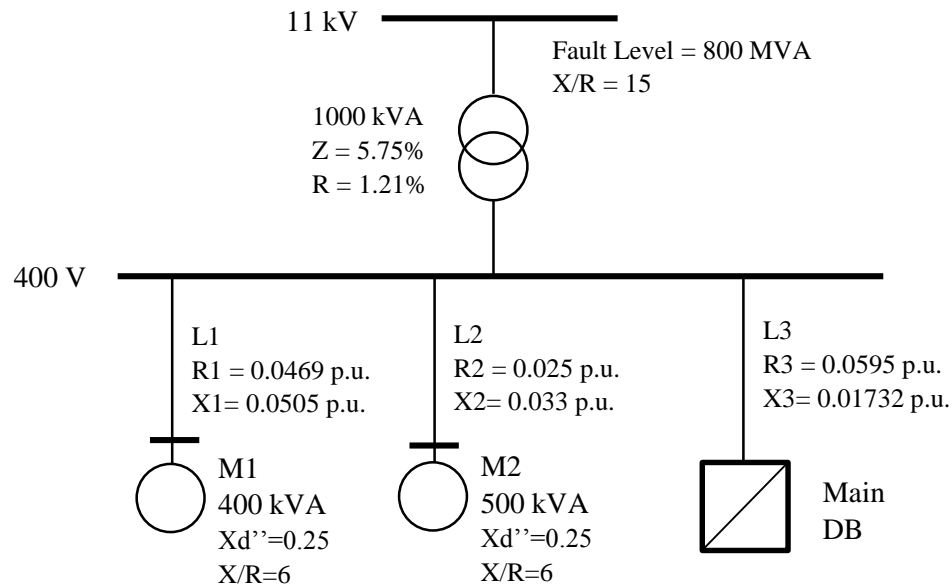 11 kV
Fault Level = 800 MVA
X/R = 15
1000 kVA
Z = 5.75%
R = 1.21%
400 V
L1
R1 = 0.0469 p.u.
X1= 0.0505 p.u.
L2
R2 = 0.025 p.u.
X2= 0.033 p.u.
L3
R3 = 0.0595 p.u.
X3= 0.01732 p.u.
M1
400 kVA
Xd’’=0.25
X/R=6
M2
500 kVA
Xd’’=0.25
X/R=6
Main
DB